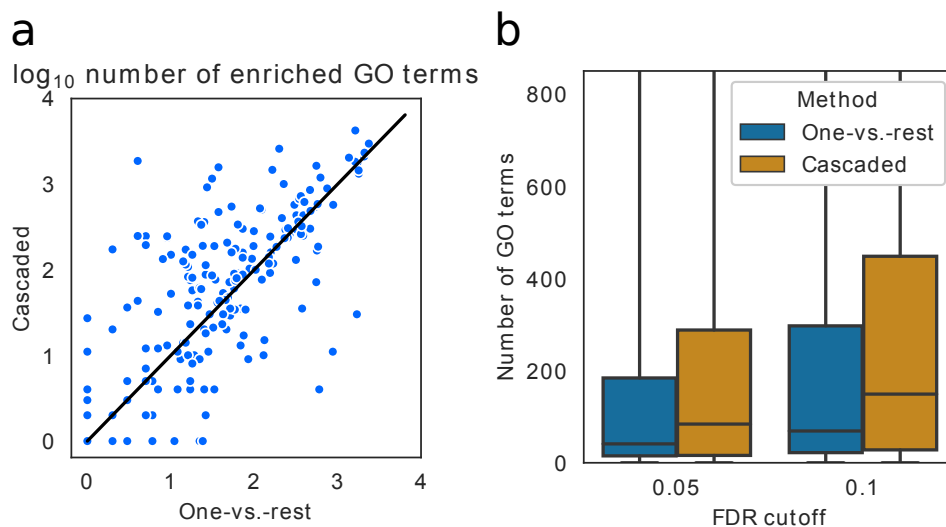 a
log10 number of enriched GO terms
4
3
2
1
0
Cascaded
0 1 2 3 4
One-vs.-rest
b
800
600
400
200
0
Number of GO terms
Method
One-vs.-rest
Cascaded
0.05 0.1
FDR cutoff